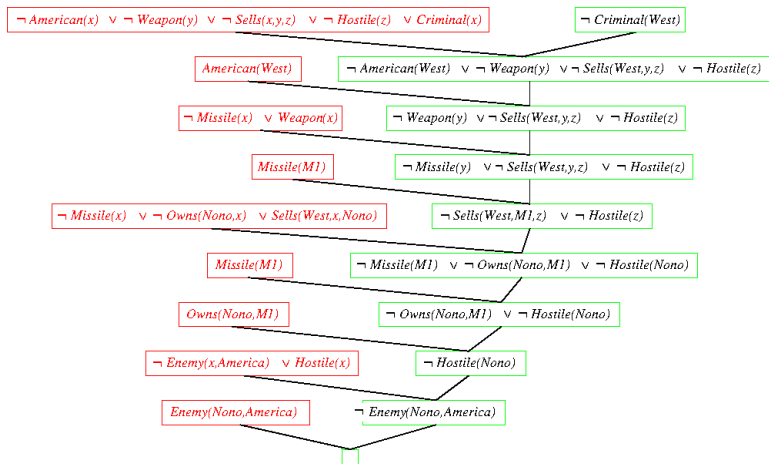 ¬ American(x) ∨ ¬ Weapon(y) ∨ ¬ Sells(x,y,z) ∨ ¬ Hostile(z) ∨ Criminal(x) ¬ Criminal(West)
American(West) ¬ American(West) ∨ ¬ Weapon(y) ∨ ¬ Sells(West,y,z) ∨ ¬ Hostile(z)
¬ Missile(x) ∨ Weapon(x) ¬ Weapon(y) ∨ ¬ Sells(West,y,z) ∨ ¬ Hostile(z)
Missile(M1) ¬ Missile(y) ∨ ¬ Sells(West,y,z) ∨ ¬ Hostile(z)
¬ Missile(x) ∨ ¬ Owns(Nono,x) ∨ Sells(West,x,Nono) ¬ Sells(West,M1,z) ∨ ¬ Hostile(z)
Missile(M1) ¬ Missile(M1) ∨ ¬ Owns(Nono,M1) ∨ ¬ Hostile(Nono)
Owns(Nono,M1) ¬ Owns(Nono,M1) ∨ ¬ Hostile(Nono)
¬ Enemy(x,America) ∨ Hostile(x) ¬ Hostile(Nono)
Enemy(Nono,America) ¬ Enemy(Nono,America)